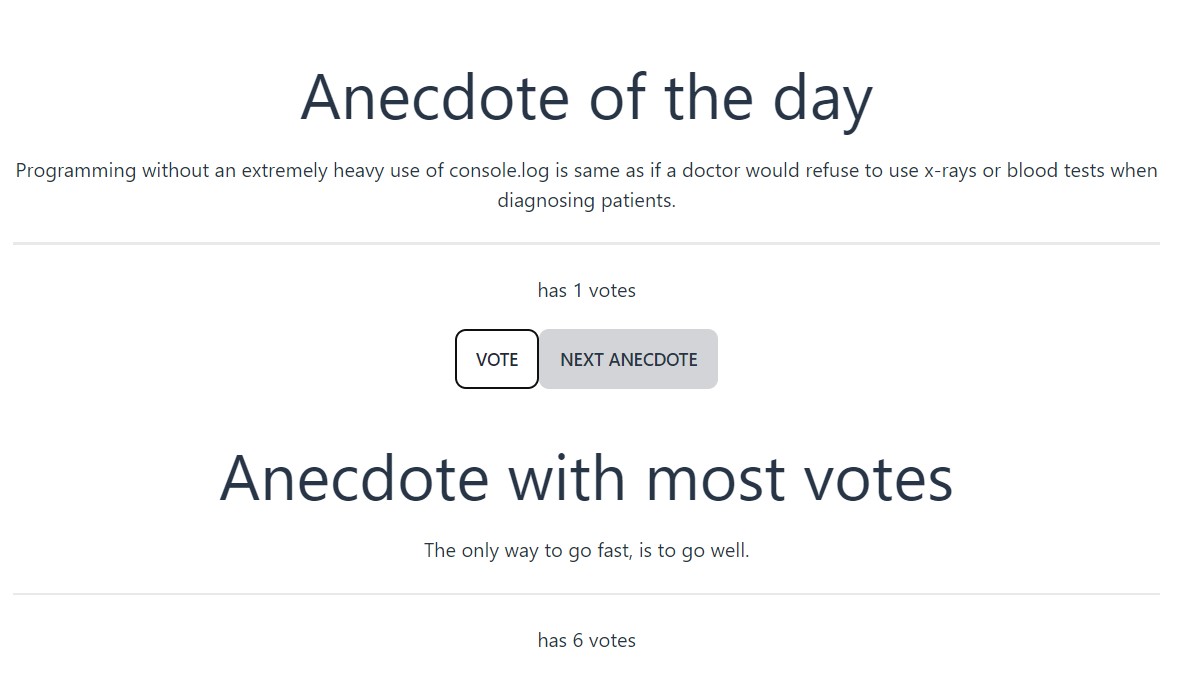 Anecdote of the day
Programming without an extremely heavy use of console.log is same as if a doctor would refuse to use x-rays or blood tests when
diagnosing patients.
has 1 votes
VOTE NEXT ANECDOTE
Anecdote with most votes
The only way to go fast, is to go well.
has 6 votes